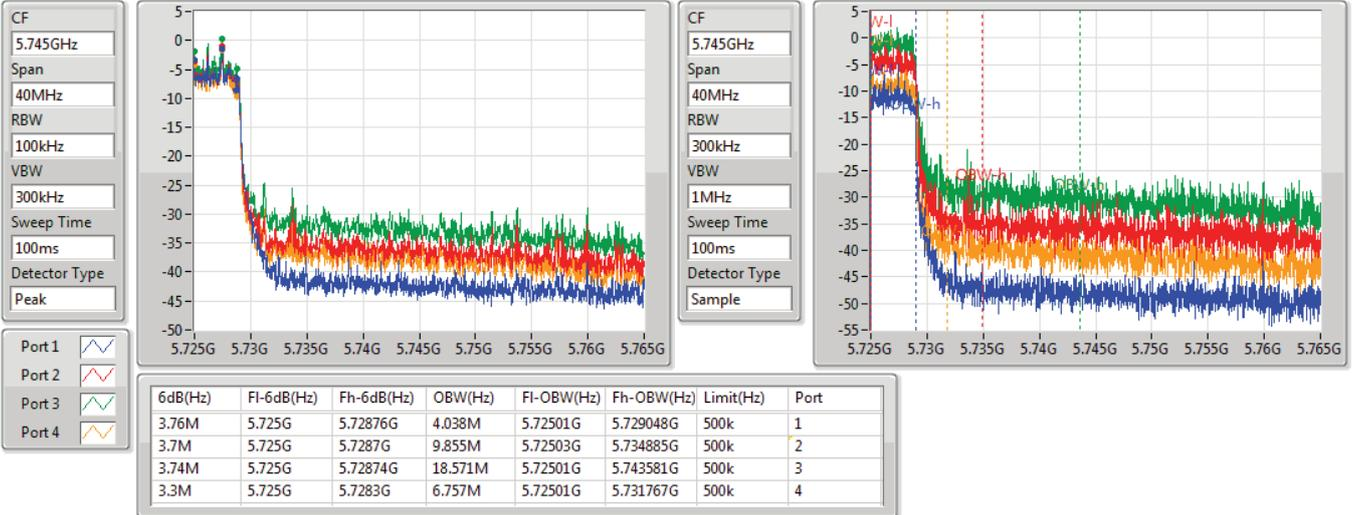 CF
5.745GHz
Span
40MHz
RBW
100kHz
VBW
300kHz
Sweep Time
100ms
Detector Type
Peak
5
0
-5
-10
-15
-20
-25
-30
-35
-40
-45
-50
5.725G 5.73G 5.735G 5.74G 5.745G 5.75G 5.755G 5.76G 5.765G
CF
5.745GHz
Span
40MHz
RBW
300kHz
VBW
1MHz
Sweep Time
100ms
Detector Type
Sample
5
0
-5
-10
-15
-20
-25
-30
-35
-40
-45
-50
-55
W-l
W-h
OBW-h
5.725G 5.73G 5.735G 5.74G 5.745G 5.75G 5.755G 5.76G 5.765G
Port 1
Port 2
Port 3
Port 4
6dB(Hz) Fl-6dB(Hz) Fh-6dB(Hz) OBW(Hz) Fl-OBW(Hz) Fh-OBW(Hz) Limit(Hz) Port
3.76M 5.725G 5.72876G 4.038M 5.72501G 5.729048G 500k 1
3.7M 5.725G 5.7287G 9.855M 5.72503G 5.734885G 500k 2
3.74M 5.725G 5.72874G 18.571M 5.72501G 5.743581G 500k 3
3.3M 5.725G 5.7283G 6.757M 5.72501G 5.731767G 500k 4